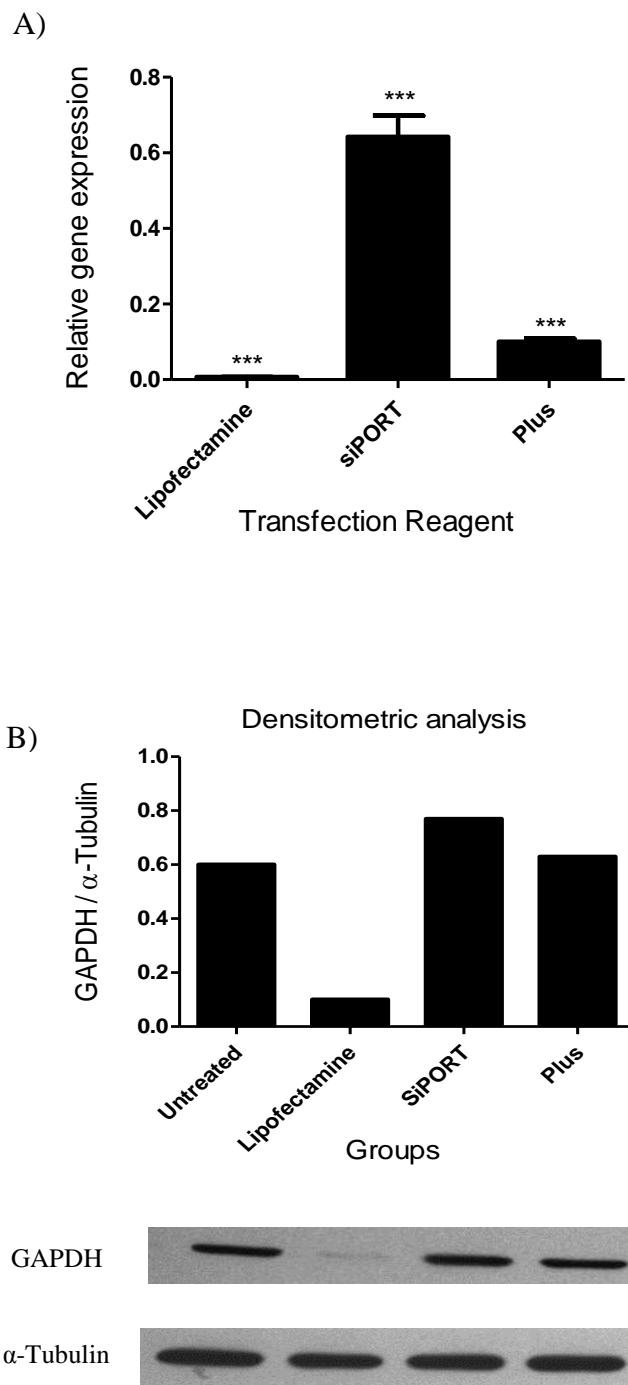 A)
Relative gene expression
0.8
0.6
0.4
0.2
0.0
***
***
***
Lipofectamine
siPORT
Plus
Transfection Reagent
B)
Densitometric analysis
GAPDH / α-Tubulin
1.0
0.8
0.6
0.4
0.2
0.0
Untreated
Lipofectamine
SiPORT
Plus
Groups
GAPDH
α-Tubulin